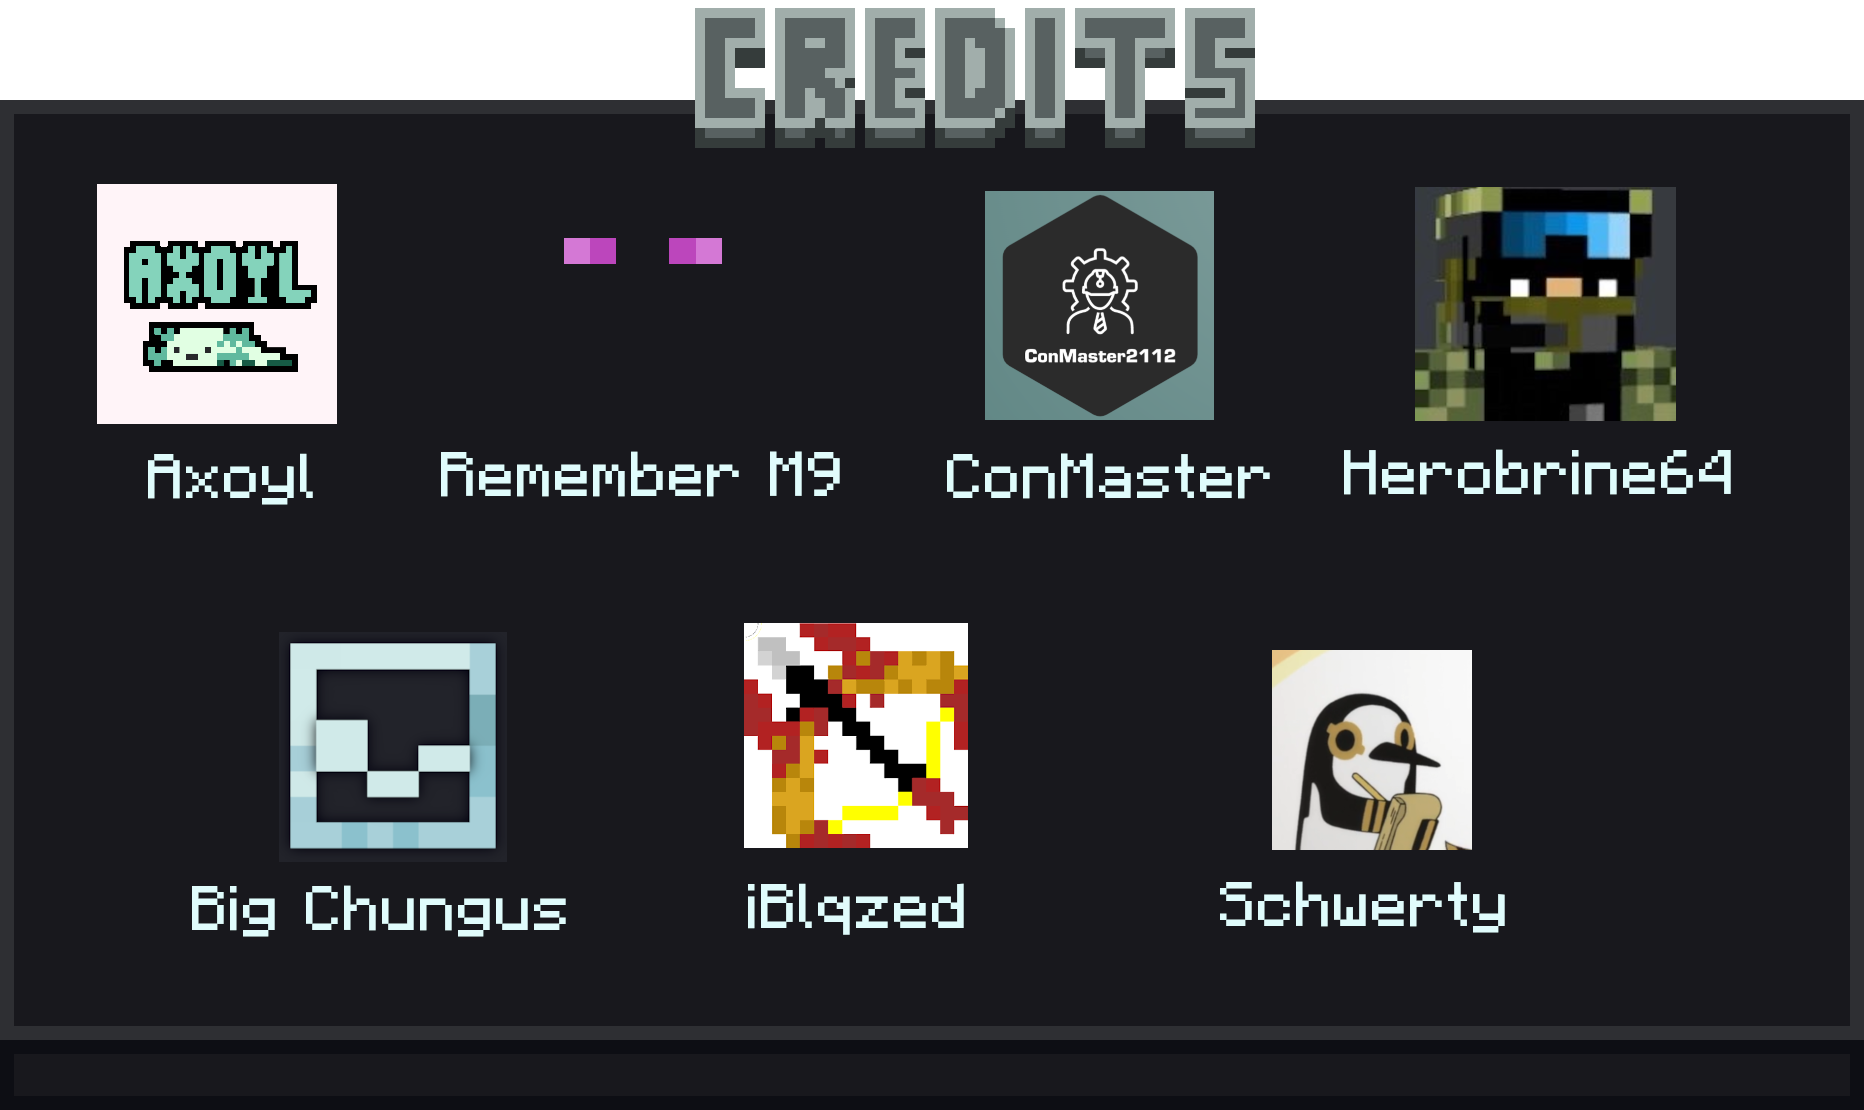 CREDITS
AXOYL
ConMaster2112
Axoyl
Remember M9
ConMaster
Herobrine64
Big Chungus
iBlqzed
Schwerty